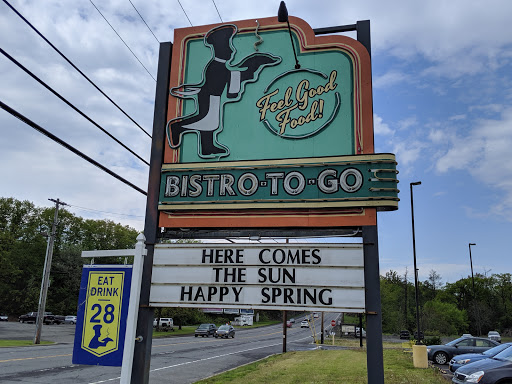 Feel Good
Food!
BISTRO-TO-GO
HERE COMES
THE SUN
HAPPY SPRING
EAT
DRINK
28